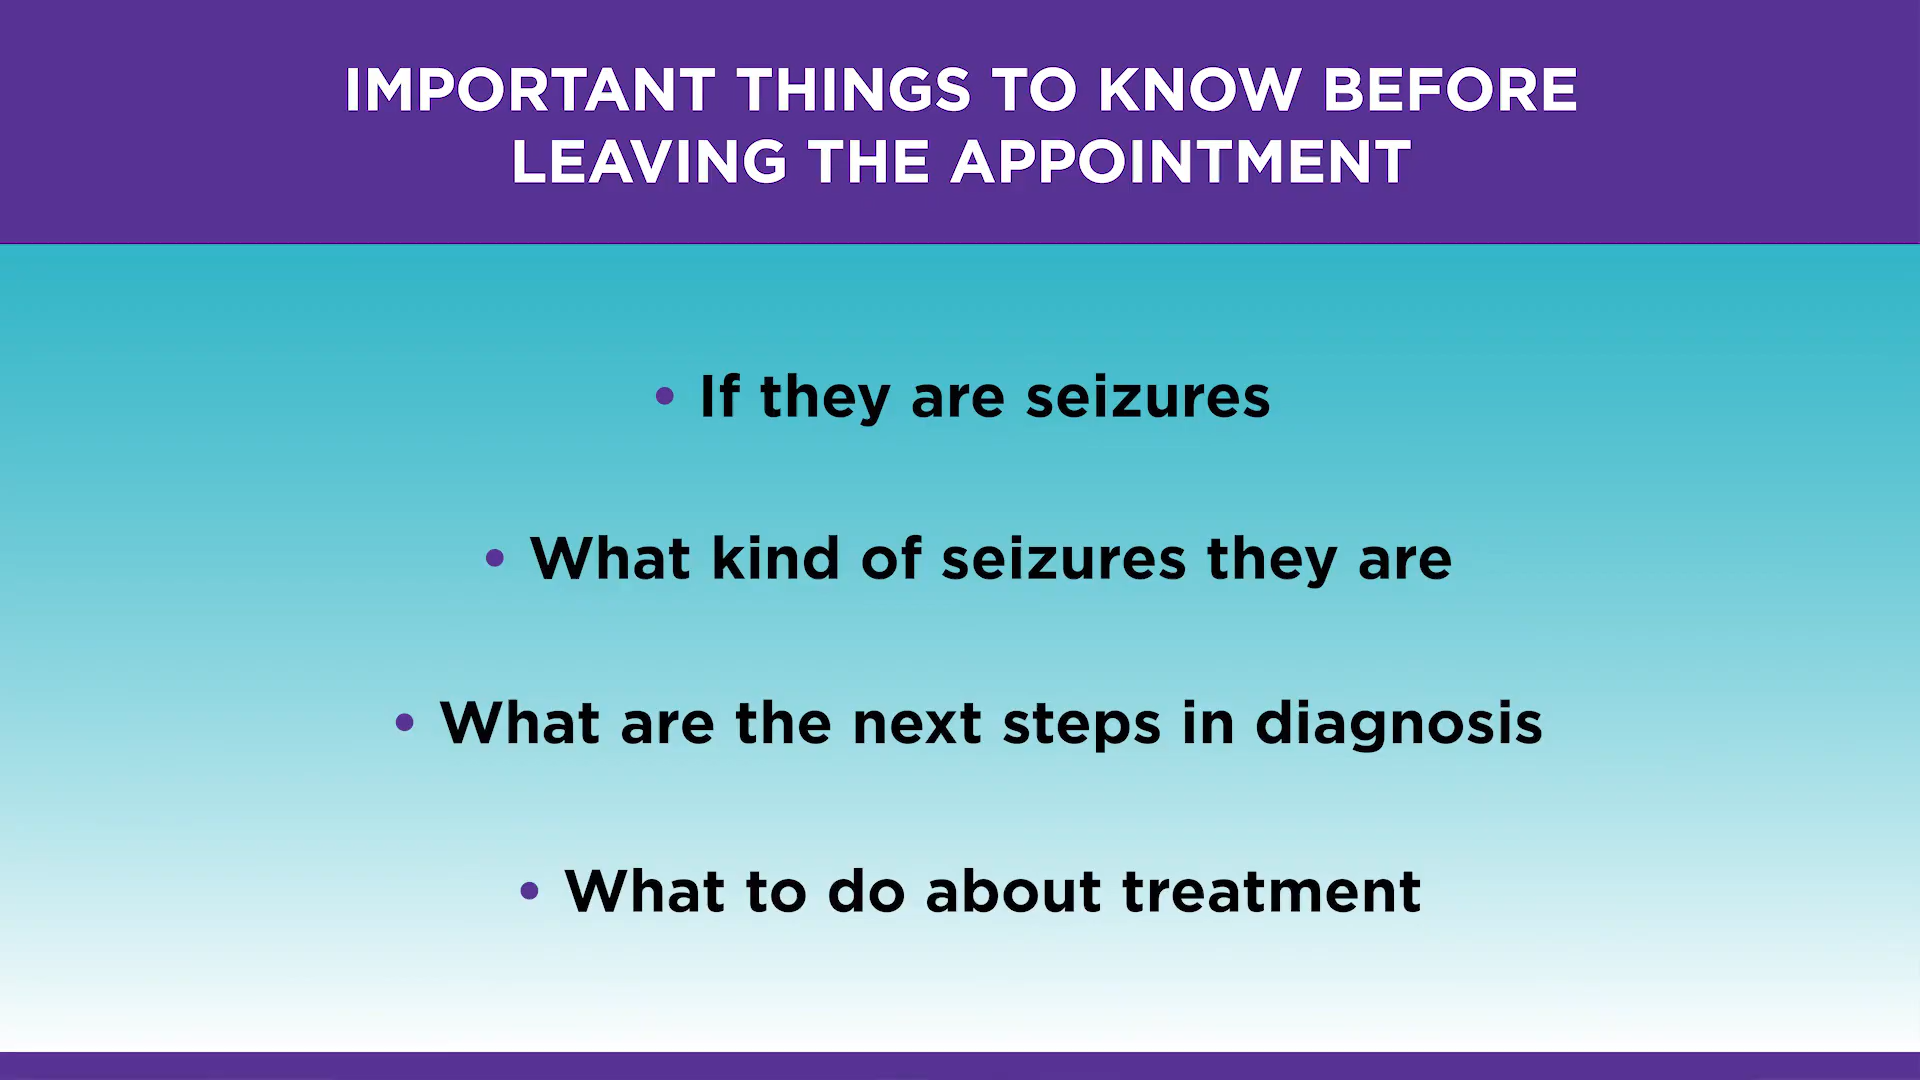 IMPORTANT THINGS TO KNOW BEFORE
LEAVING THE APPOINTMENT
• If they are seizures
• What kind of seizures they are
• What are the next steps in diagnosis
• What to do about treatment